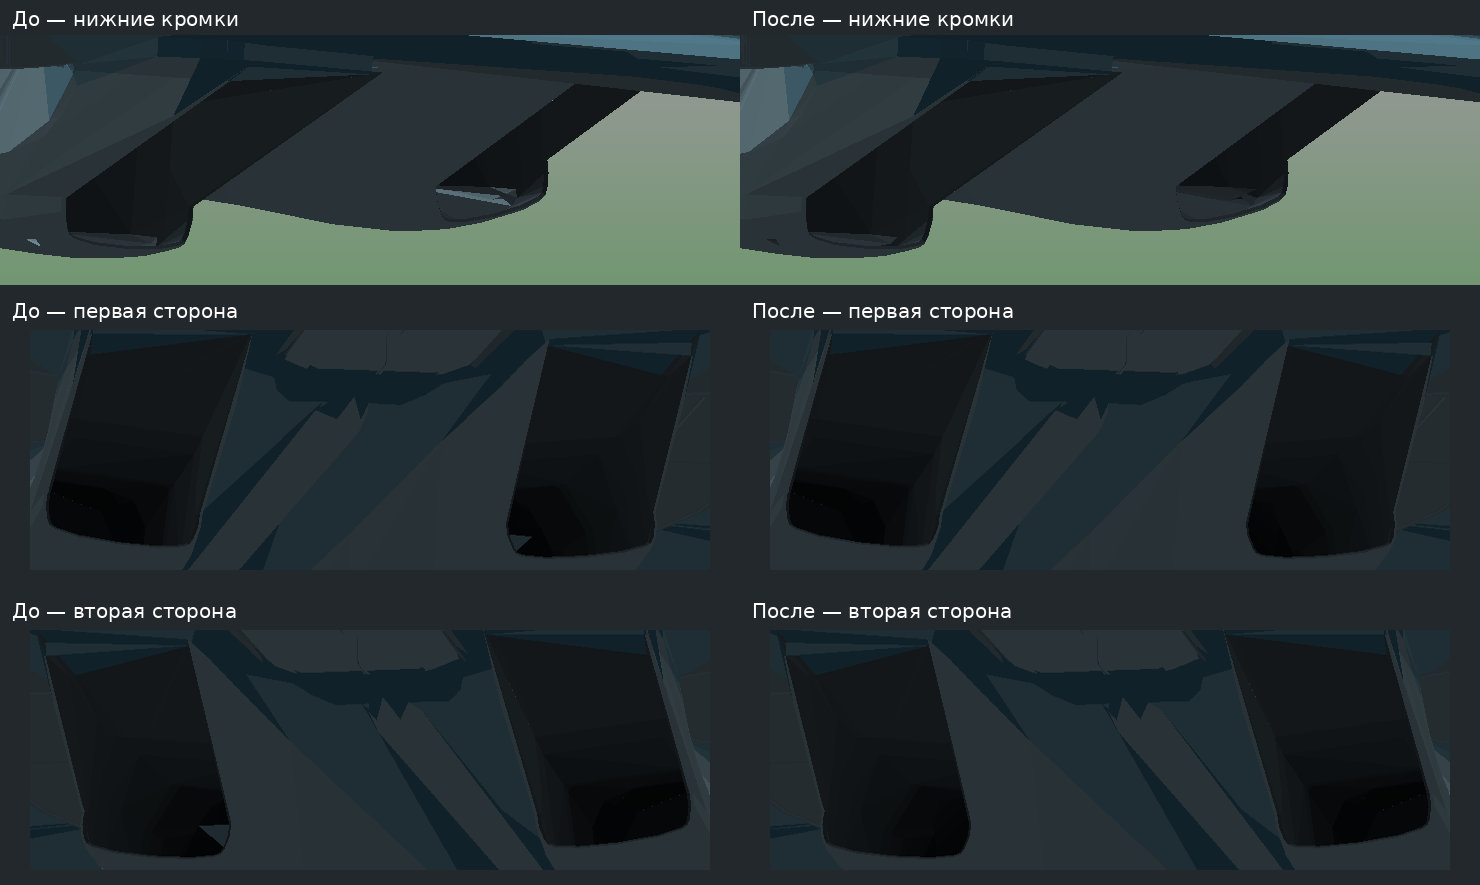 До — нижние кромки
После — нижние кромки
До — первая сторона
После — первая сторона
До — вторая сторона
После — вторая сторона